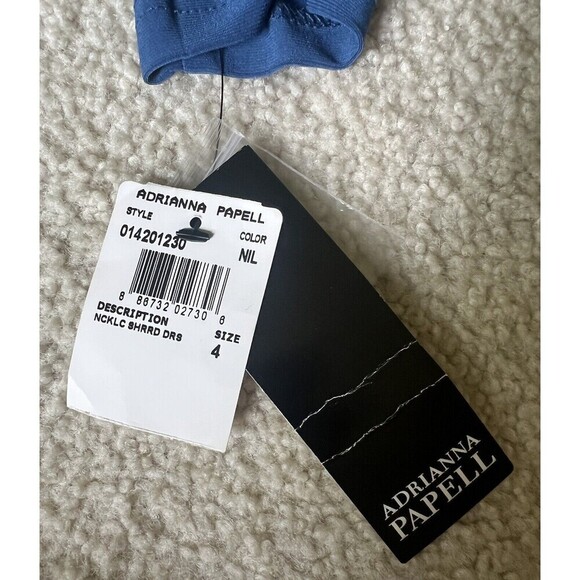 ADRIANNA PAPELL
STYLE COLOR
014201230 NIL
8 86732 02730 6
DESCRIPTION SIZE
NCKLC SHRRD DRS 4
ADRIANNA
PAPELL